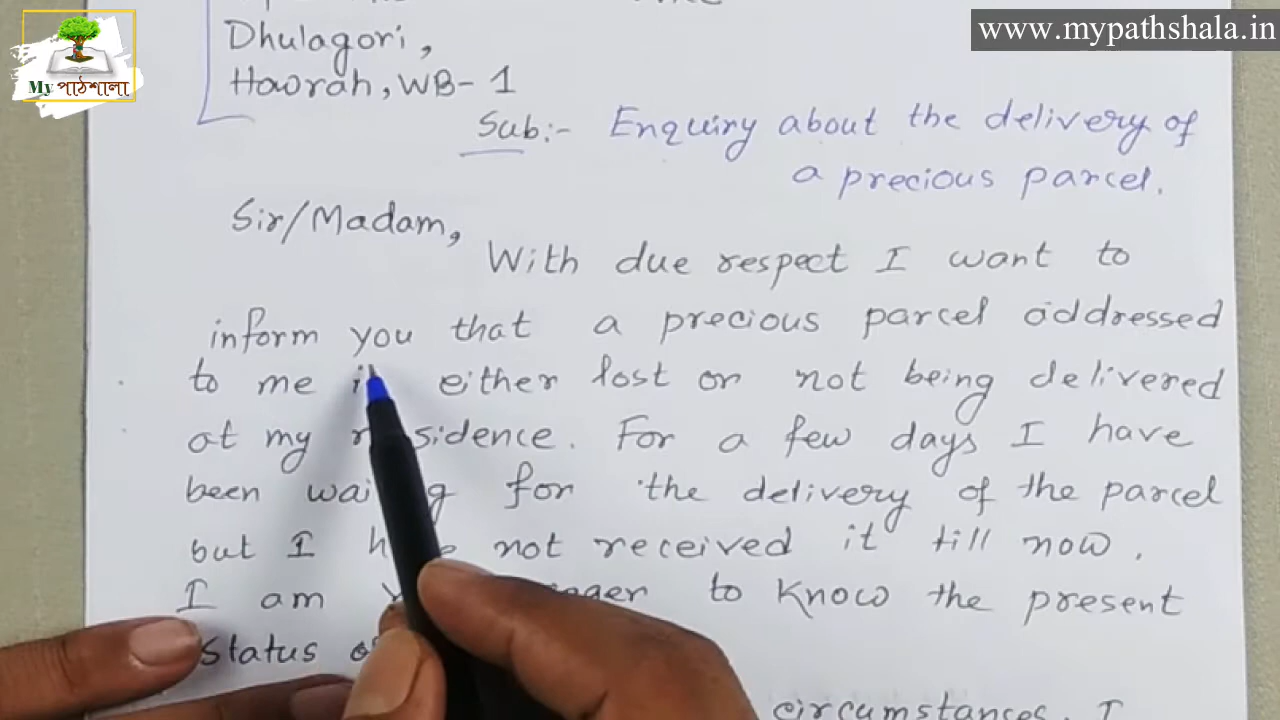 www.mypathshala.in
My পাঠশালা
Dhulagori,
Haorah, WB- 1
Sub:- Enquiry about the delivery of
a precious parcel.
Sir/Madam,
With due respect I want to
inform you that a precious parcel addressed
to me either lost or not being delivered
at my For a few days I have
been for the delivery of the parcel
but I not received it till now.
I am to know the present
status
circumstances, I